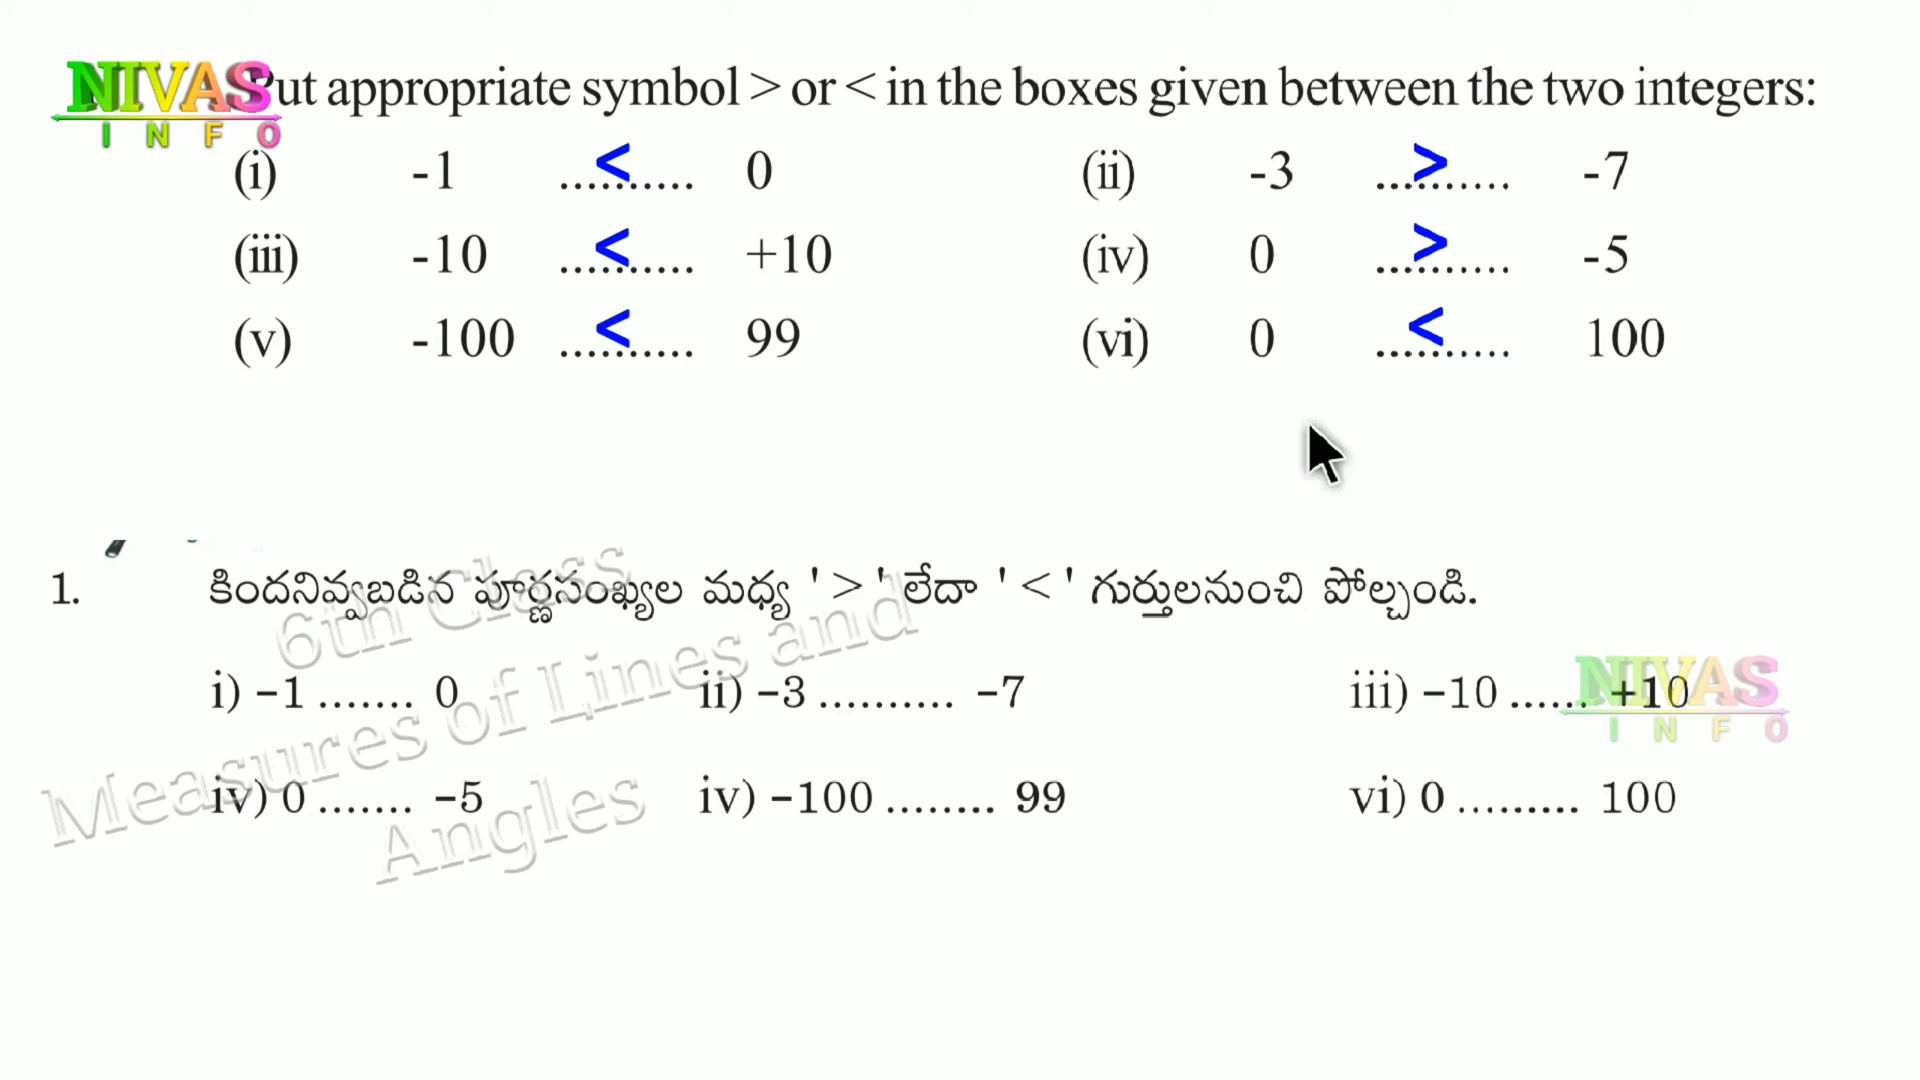 NIVAS
INFO
Put appropriate symbol > or < in the boxes given between the two integers:
(i) -1 .....<..... 0 (ii) -3 .....>..... -7
(iii) -10 .....<..... +10 (iv) 0 .....>..... -5
(v) -100 .....<..... 99 (vi) 0 .....<..... 100
1. కిందనివ్వబడిన పూర్ణసంఖ్యల మధ్య ' > ' లేదా ' < ' గుర్తులనుంచి పోల్చండి.
i) –1 ....... 0 ii) –3 .......... –7 iii) –10 ...... +10
iv) 0 ....... –5 iv) –100 ........ 99 vi) 0 ......... 100
6th Class
Measures of Lines and
Angles
NIVAS
INFO